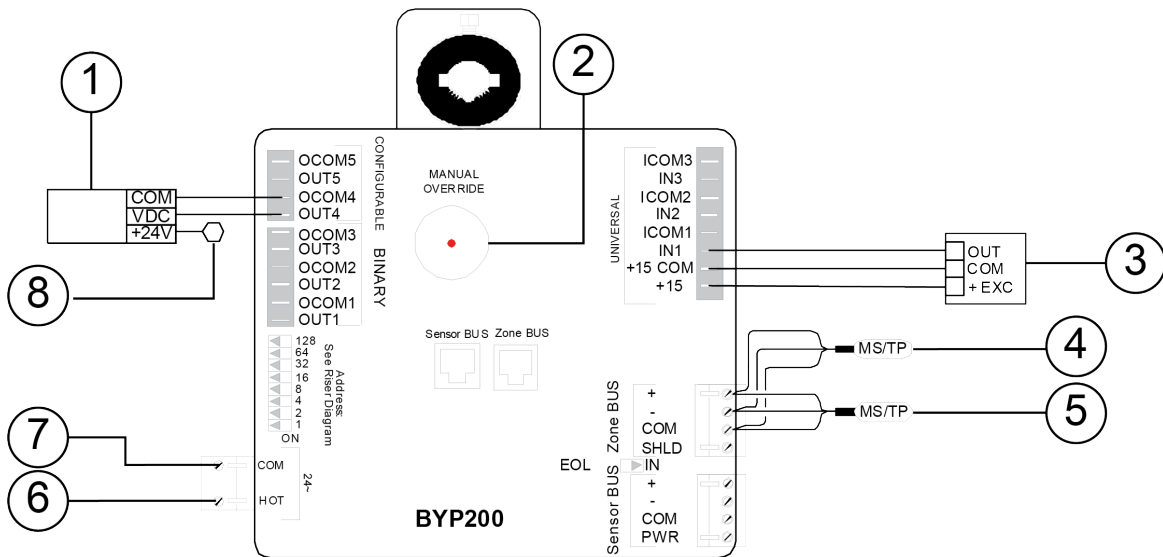 1
COM
VDC
+24V
8
7
6
OCOM5
OUT5
OCOM4
OUT4
OCOM3
OUT3
OCOM2
OUT2
OCOM1
OUT1
CONFIGURABLE
BINARY
128
64
32
16
8
4
2
1
ON
Address:
See Riser Diagram
COM
HOT
24~
2
MANUAL
OVERRIDE
Sensor BUS
Zone BUS
BYP200
UNIVERSAL
ICOM3
IN3
ICOM2
IN2
ICOM1
IN1
+15 COM
+15
OUT
COM
+ EXC
3
Zone BUS
+
-
COM
SHLD
EOL
IN
Sensor BUS
+
-
COM
PWR
MS/TP
4
MS/TP
5